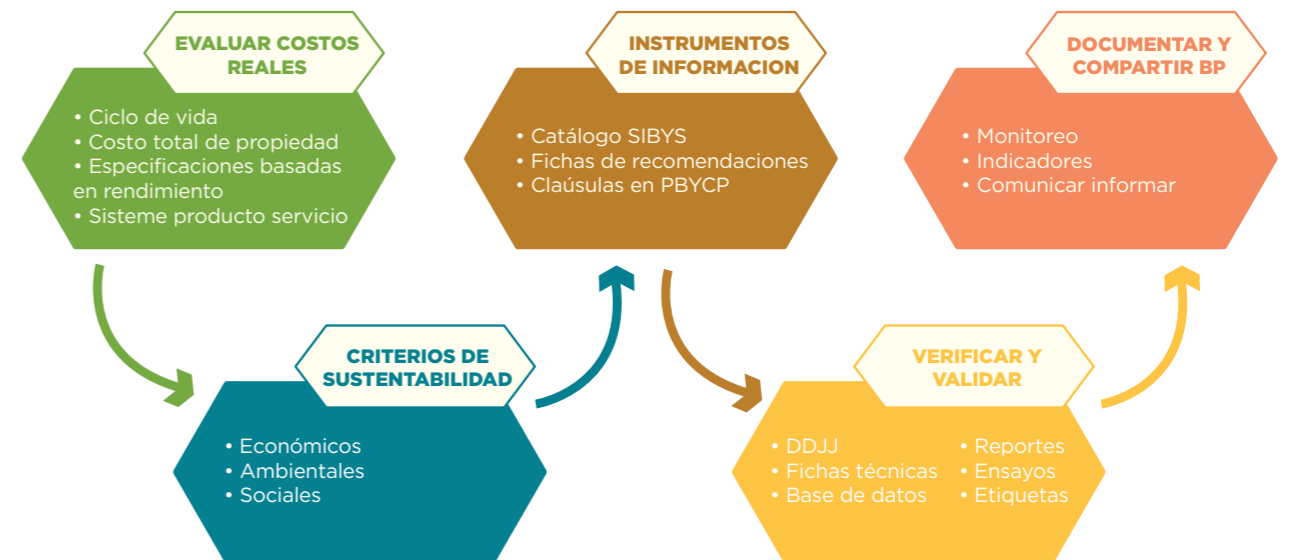 EVALUAR COSTOS
REALES
• Ciclo de vida
• Costo total de propiedad
• Especificaciones basadas
en rendimiento
• Sisteme producto servicio
CRITERIOS DE
SUSTENTABILIDAD
• Económicos
• Ambientales
• Sociales
INSTRUMENTOS
DE INFORMACION
• Catálogo SIBYS
• Fichas de recomendaciones
• Claúsulas en PBYCP
VERIFICAR Y
VALIDAR
• DDJJ
• Fichas técnicas
• Base de datos
• Reportes
• Ensayos
• Etiquetas
DOCUMENTAR Y
COMPARTIR BP
• Monitoreo
• Indicadores
• Comunicar informar